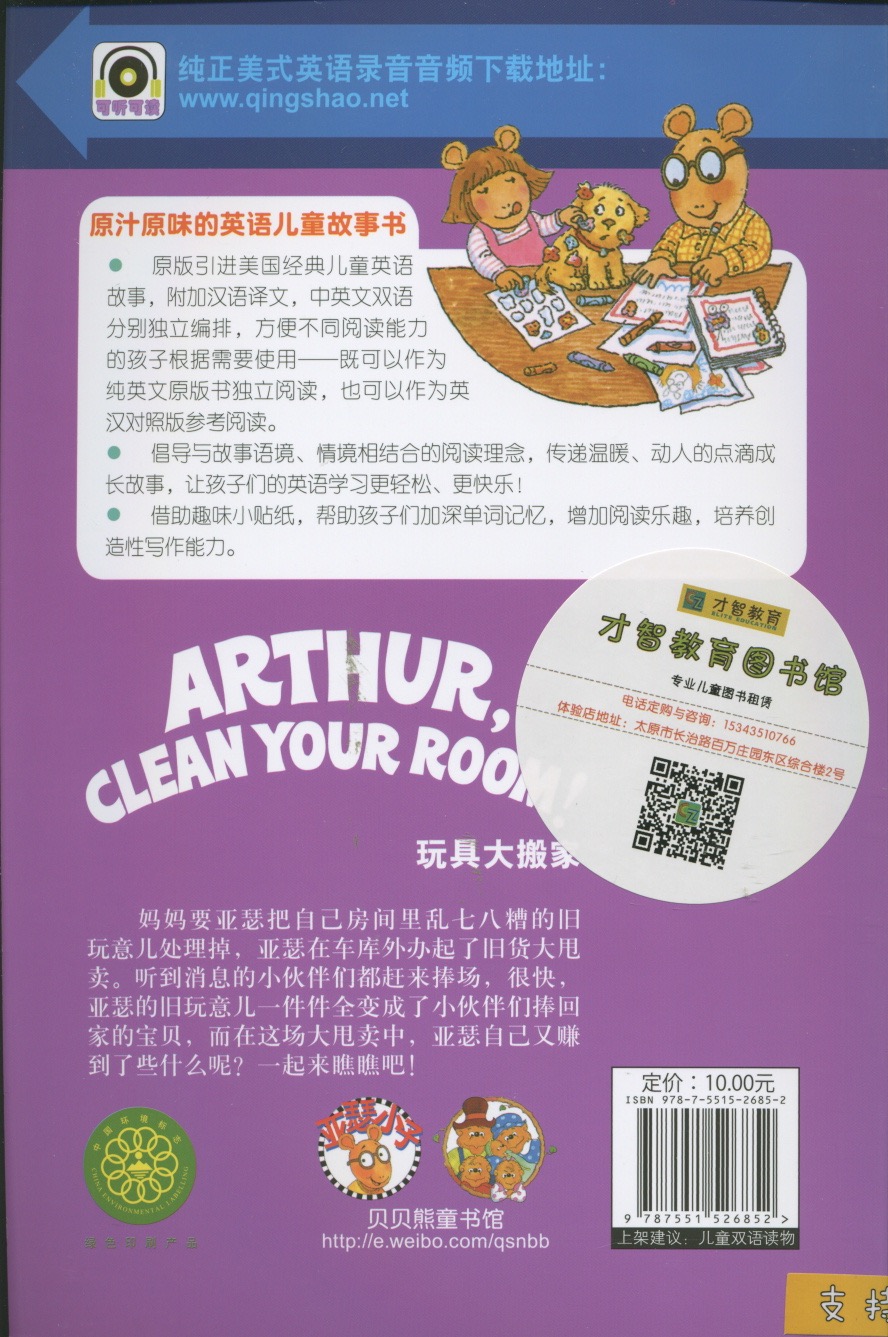 纯正美式英语录音音频下载地址：
www.qingshao.net
可听可读
原汁原味的英语儿童故事书
● 原版引进美国经典儿童英语
故事，附加汉语译文，中英文双语
分别独立编排，方便不同阅读能力
的孩子根据需要使用——既可以作为
纯英文原版书独立阅读，也可以作为英
汉对照版参考阅读。
● 倡导与故事语境、情境相结合的阅读理念，传递温暖、动人的点滴成
长故事，让孩子们的英语学习更轻松、更快乐！
● 借助趣味小贴纸，帮助孩子们加深单词记忆，增加阅读乐趣，培养创
造性写作能力。
才智教育
ELITE EDUCATION
才智教育图书馆
专业儿童图书租赁
电话定购与咨询：15343510766
体验店地址：太原市长治路百万庄园东区综合楼2号
ARTHUR,
CLEAN YOUR ROOM!
玩具大搬家
妈妈要亚瑟把自己房间里乱七八糟的旧
玩意儿处理掉，亚瑟在车库外办起了旧货大甩
卖。听到消息的小伙伴们都赶来捧场，很快，
亚瑟的旧玩意儿一件件全变成了小伙伴们捧回
家的宝贝，而在这场大甩卖中，亚瑟自己又赚
到了些什么呢？一起来瞧瞧吧！
中国环境标志
CHINA ENVIRONMENTAL LABELLING
绿色印刷产品
亚瑟小子
贝贝熊童书馆
http://e.weibo.com/qsnbb
定价：10.00元
ISBN 978-7-5515-2685-2
9 787551 526852 >
上架建议：儿童双语读物
支持